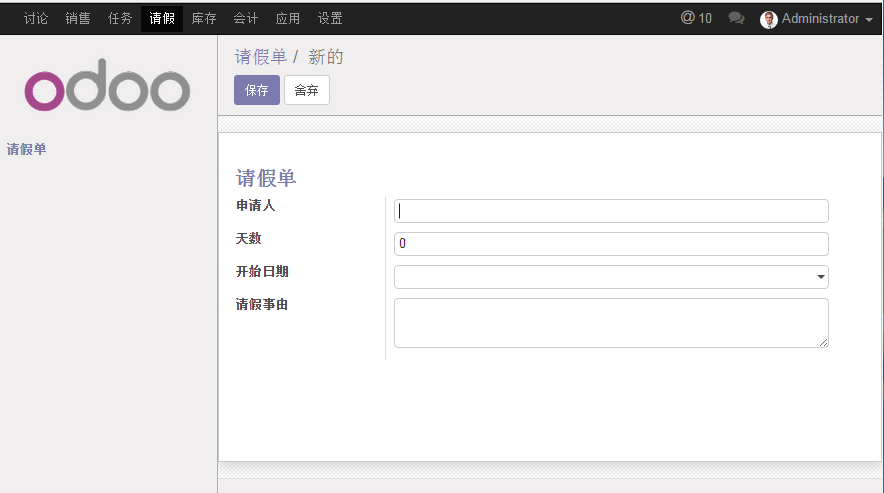 讨论 销售 任务 请假 库存 会计 应用 设置 @ 10 Administrator
odoo
请假单
请假单 / 新的
保存 舍弃
请假单
申请人
天数 0
开始日期
请假事由